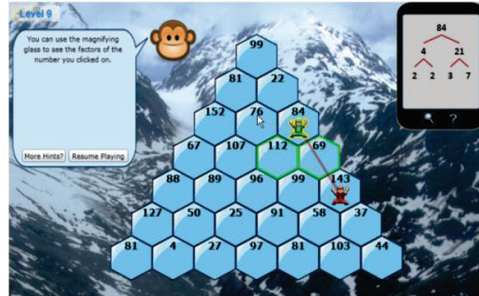 Level 9
You can use the magnifying
glass to see the factors of the
number you clicked on.
More Hints? Resume Playing
84
4 21
2 2 3 7
?
99
81 22
152 76 84
67 107 112 69
88 89 96 99 143
127 50 25 91 58 37
81 4 27 97 81 103 44